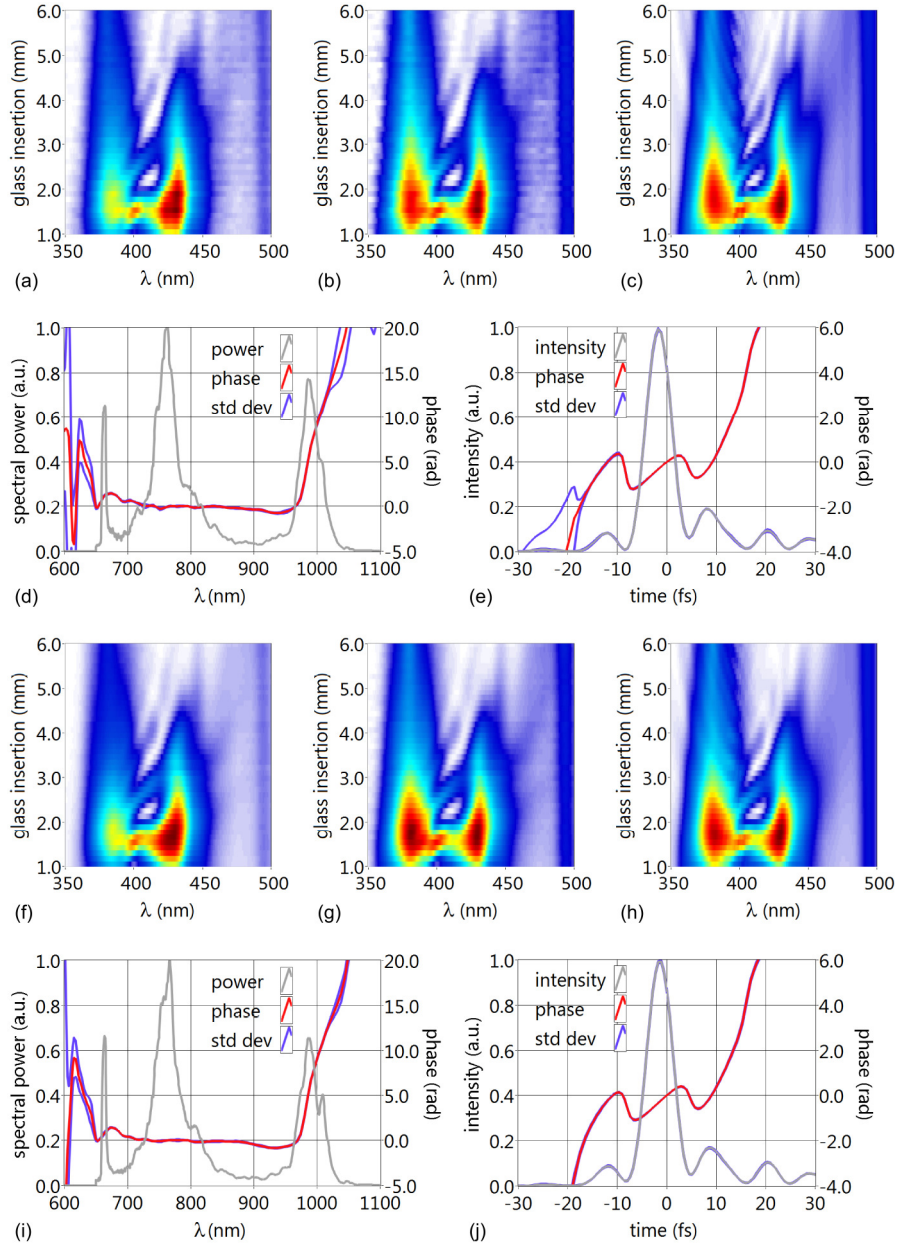 glass insertion (mm)
6.0
5.0
4.0
3.0
2.0
1.0
350 400 450 500
λ (nm)
(a)
glass insertion (mm)
6.0
5.0
4.0
3.0
2.0
1.0
350 400 450 500
λ (nm)
(b)
glass insertion (mm)
6.0
5.0
4.0
3.0
2.0
1.0
350 400 450 500
λ (nm)
(c)
spectral power (a.u.)
1.0
0.8
0.6
0.4
0.2
0.0
power
phase
std dev
20.0
15.0
10.0
5.0
0.0
-5.0
phase (rad)
600 700 800 900 1000 1100
λ(nm)
(d)
intensity (a.u.)
1.0
0.8
0.6
0.4
0.2
0.0
intensity
phase
std dev
6.0
4.0
2.0
0.0
-2.0
-4.0
phase (rad)
-30 -20 -10 0 10 20 30
time (fs)
(e)
glass insertion (mm)
6.0
5.0
4.0
3.0
2.0
1.0
350 400 450 500
λ (nm)
(f)
glass insertion (mm)
6.0
5.0
4.0
3.0
2.0
1.0
350 400 450 500
λ (nm)
(g)
glass insertion (mm)
6.0
5.0
4.0
3.0
2.0
1.0
350 400 450 500
λ (nm)
(h)
spectral power (a.u.)
1.0
0.8
0.6
0.4
0.2
0.0
power
phase
std dev
20.0
15.0
10.0
5.0
0.0
-5.0
phase (rad)
600 700 800 900 1000 1100
λ(nm)
(i)
intensity (a.u.)
1.0
0.8
0.6
0.4
0.2
0.0
intensity
phase
std dev
6.0
4.0
2.0
0.0
-2.0
-4.0
phase (rad)
-30 -20 -10 0 10 20 30
time (fs)
(j)